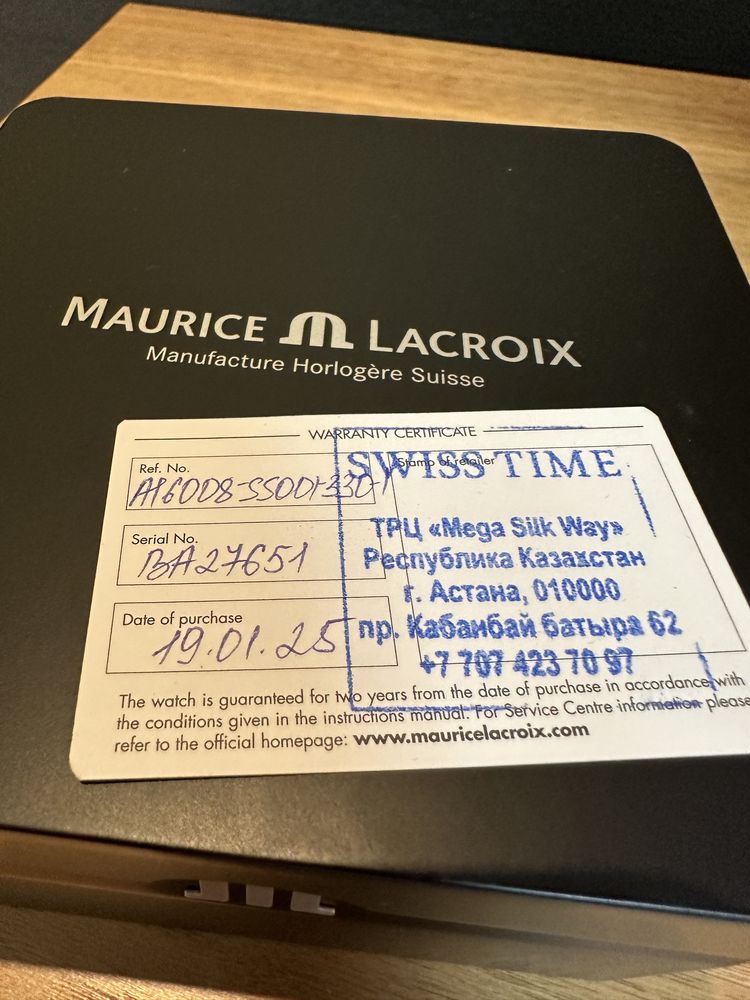 MAURICE LACROIX
Manufacture Horlogère Suisse
WARRANTY CERTIFICATE
Ref. No.
AI6008-SS001-330-1
Serial No.
BA27651
Date of purchase
19.01.25
Stamp of retailer
SWISS TIME
ТРЦ «Mega Silk Way»
Республика Казахстан
г. Астана, 010000
пр. Кабанбай батыра 62
+7 707 423 70 97
The watch is guaranteed for two years from the date of purchase in accordance with
the conditions given in the instructions manual. For Service Centre information please
refer to the official homepage: www.mauricelacroix.com